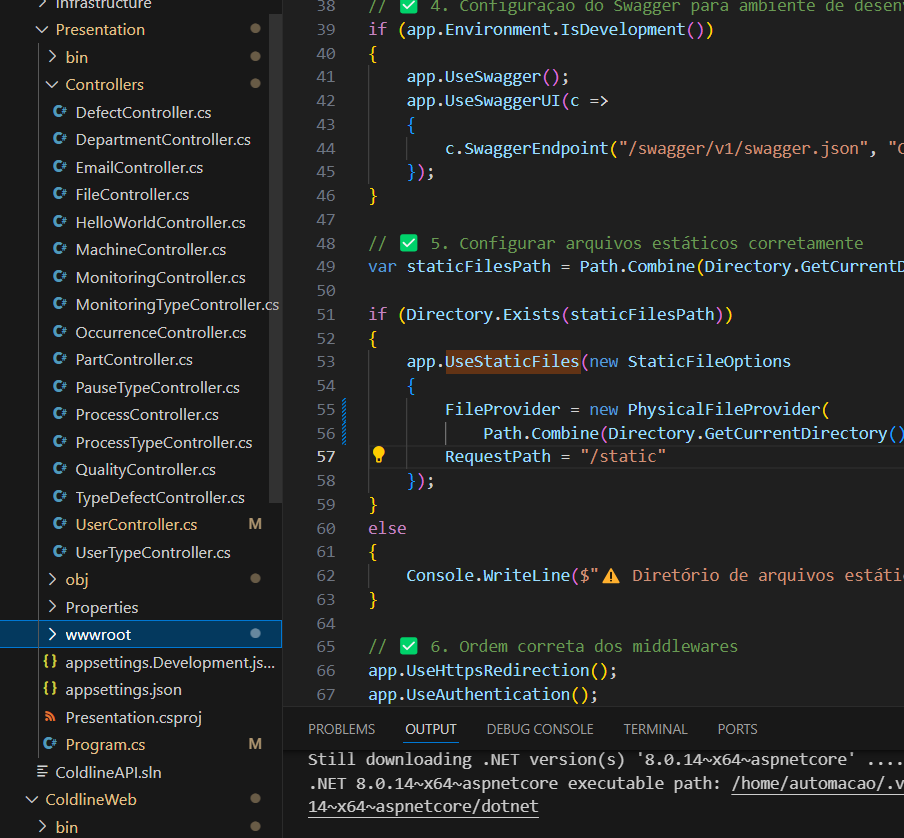 Infrastructure
Presentation
bin
Controllers
DefectController.cs
DepartmentController.cs
EmailController.cs
FileController.cs
HelloWorldController.cs
MachineController.cs
MonitoringController.cs
MonitoringTypeController.cs
OccurrenceController.cs
PartController.cs
PauseTypeController.cs
ProcessController.cs
ProcessTypeController.cs
QualityController.cs
TypeDefectController.cs
UserController.cs M
UserTypeController.cs
obj
Properties
wwwroot
{} appsettings.Development.js...
{} appsettings.json
Presentation.csproj
Program.cs M
ColdlineAPI.sln
ColdlineWeb
bin
38 // ✅ 4. Configuração do Swagger para ambiente de desen
39 if (app.Environment.IsDevelopment())
40 {
41 app.UseSwagger();
42 app.UseSwaggerUI(c =>
43 {
44 c.SwaggerEndpoint("/swagger/v1/swagger.json", "C
45 });
46 }
47
48 // ✅ 5. Configurar arquivos estáticos corretamente
49 var staticFilesPath = Path.Combine(Directory.GetCurrentD
50
51 if (Directory.Exists(staticFilesPath))
52 {
53 app.UseStaticFiles(new StaticFileOptions
54 {
55 FileProvider = new PhysicalFileProvider(
56 Path.Combine(Directory.GetCurrentDirectory()
57 RequestPath = "/static"
58 });
59 }
60 else
61 {
62 Console.WriteLine($"⚠️ Diretório de arquivos estáti
63 }
64
65 // ✅ 6. Ordem correta dos middlewares
66 app.UseHttpsRedirection();
67 app.UseAuthentication();
PROBLEMS OUTPUT DEBUG CONSOLE TERMINAL PORTS
Still downloading .NET version(s) '8.0.14~x64~aspnetcore' ....
.NET 8.0.14~x64~aspnetcore executable path: /home/automacao/.v
14~x64~aspnetcore/dotnet